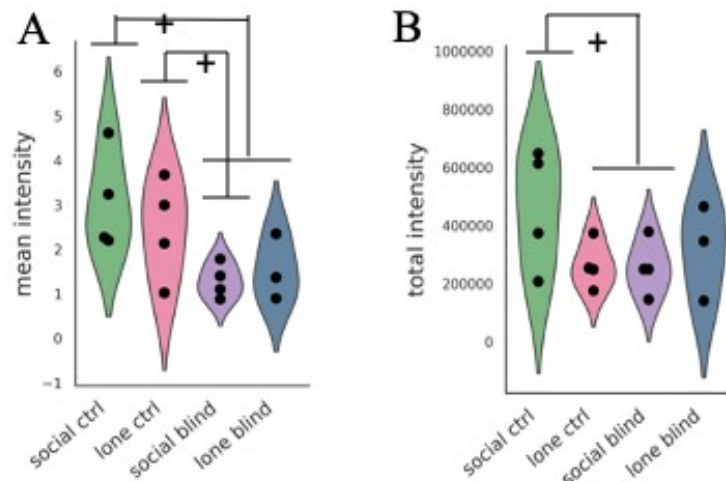 A
+
+
mean intensity
6
5
4
3
2
1
0
−1
social ctrl
lone ctrl
social blind
lone blind
B
+
total intensity
1000000
800000
600000
400000
200000
0
social ctrl
lone ctrl
social blind
lone blind